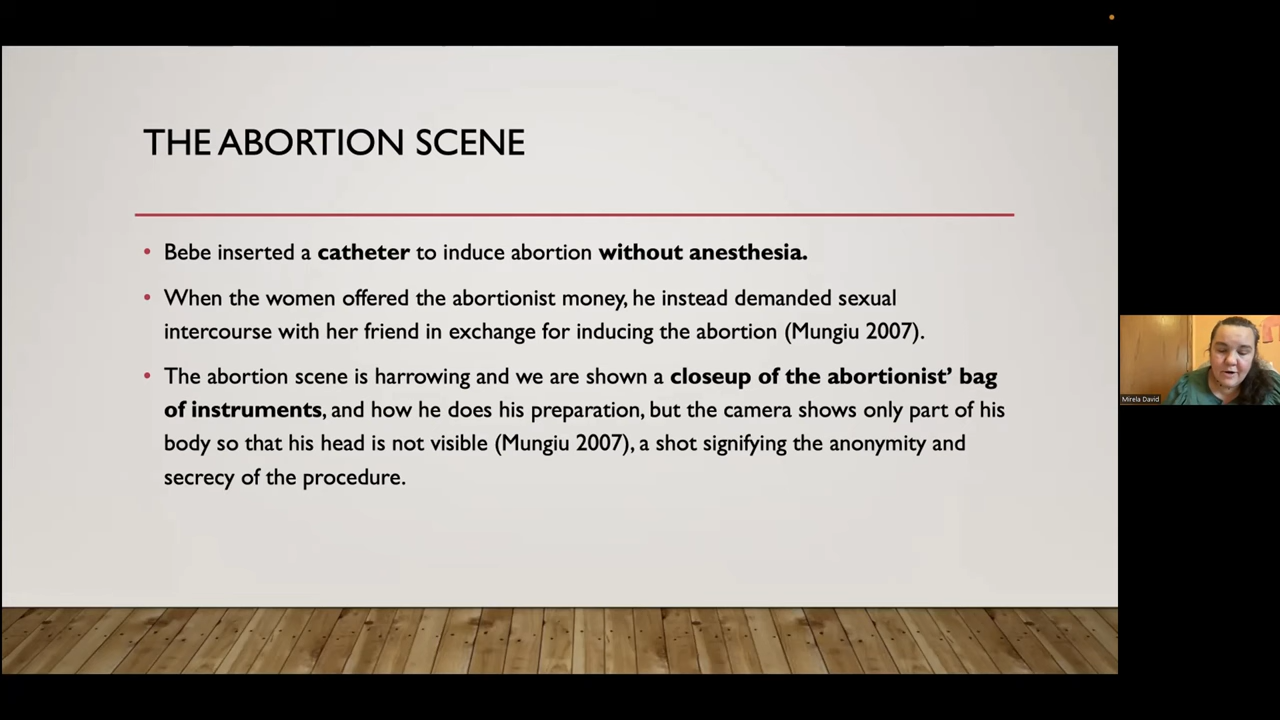 THE ABORTION SCENE
• Bebe inserted a catheter to induce abortion without anesthesia.
• When the women offered the abortionist money, he instead demanded sexual
intercourse with her friend in exchange for inducing the abortion (Mungiu 2007).
• The abortion scene is harrowing and we are shown a closeup of the abortionist’ bag
of instruments, and how he does his preparation, but the camera shows only part of his
body so that his head is not visible (Mungiu 2007), a shot signifying the anonymity and
secrecy of the procedure.
Mirela David